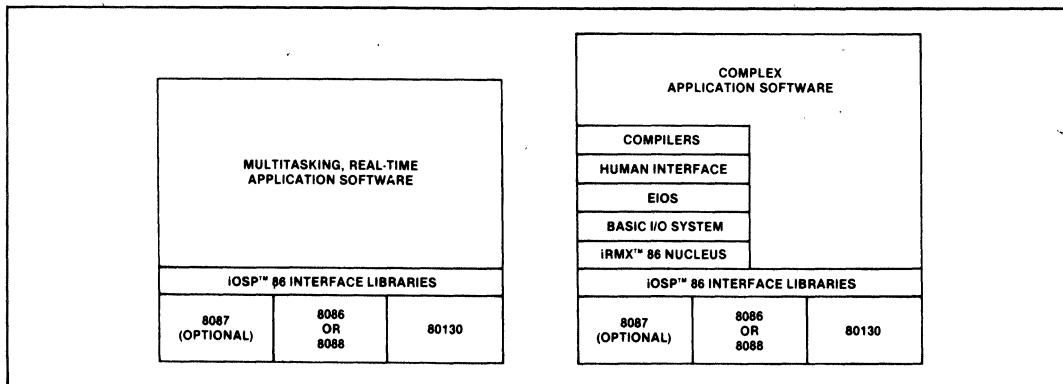 MULTITASKING, REAL-TIME
APPLICATION SOFTWARE
iOSP™ 86 INTERFACE LIBRARIES
8087
(OPTIONAL)
8086
OR
8088
80130
COMPLEX
APPLICATION SOFTWARE
COMPILERS
HUMAN INTERFACE
EIOS
BASIC I/O SYSTEM
iRMX™ 86 NUCLEUS
iOSP™ 86 INTERFACE LIBRARIES
8087
(OPTIONAL)
8086
OR
8088
80130